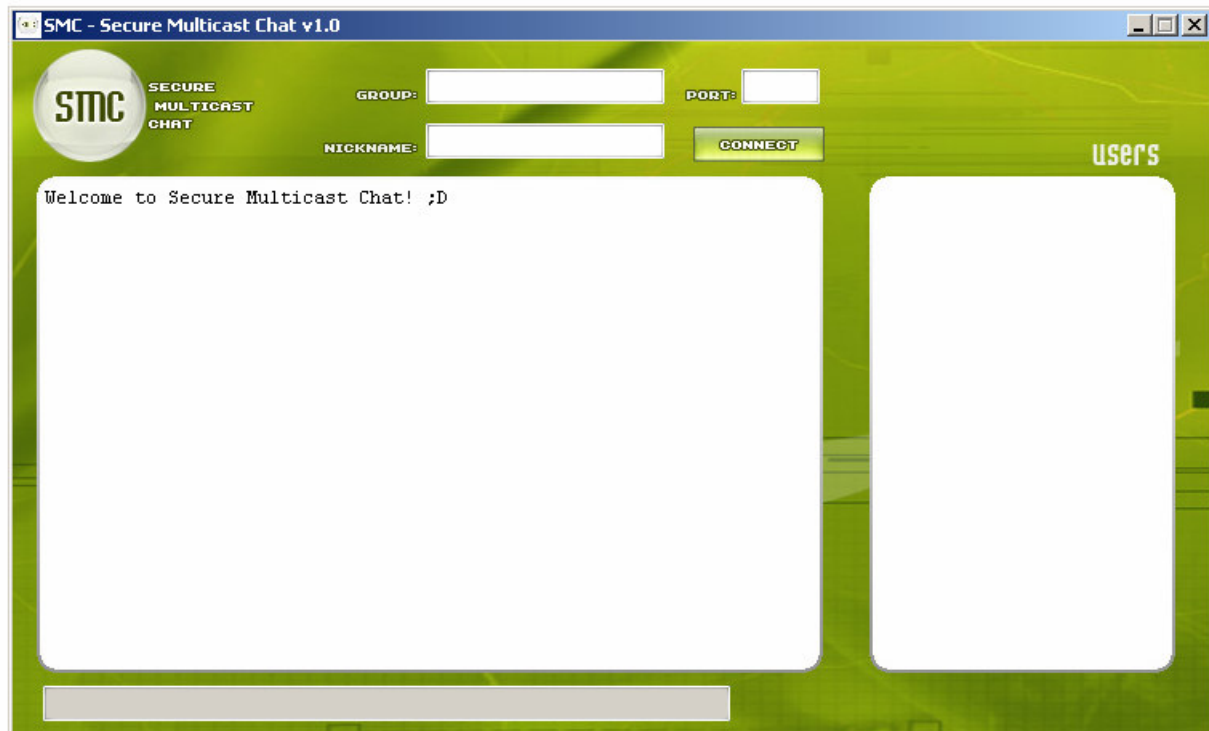 SMC - Secure Multicast Chat v1.0
SMC
SECURE
MULTICAST
CHAT
GROUP:
PORT:
NICKNAME:
CONNECT
users
Welcome to Secure Multicast Chat! ;D